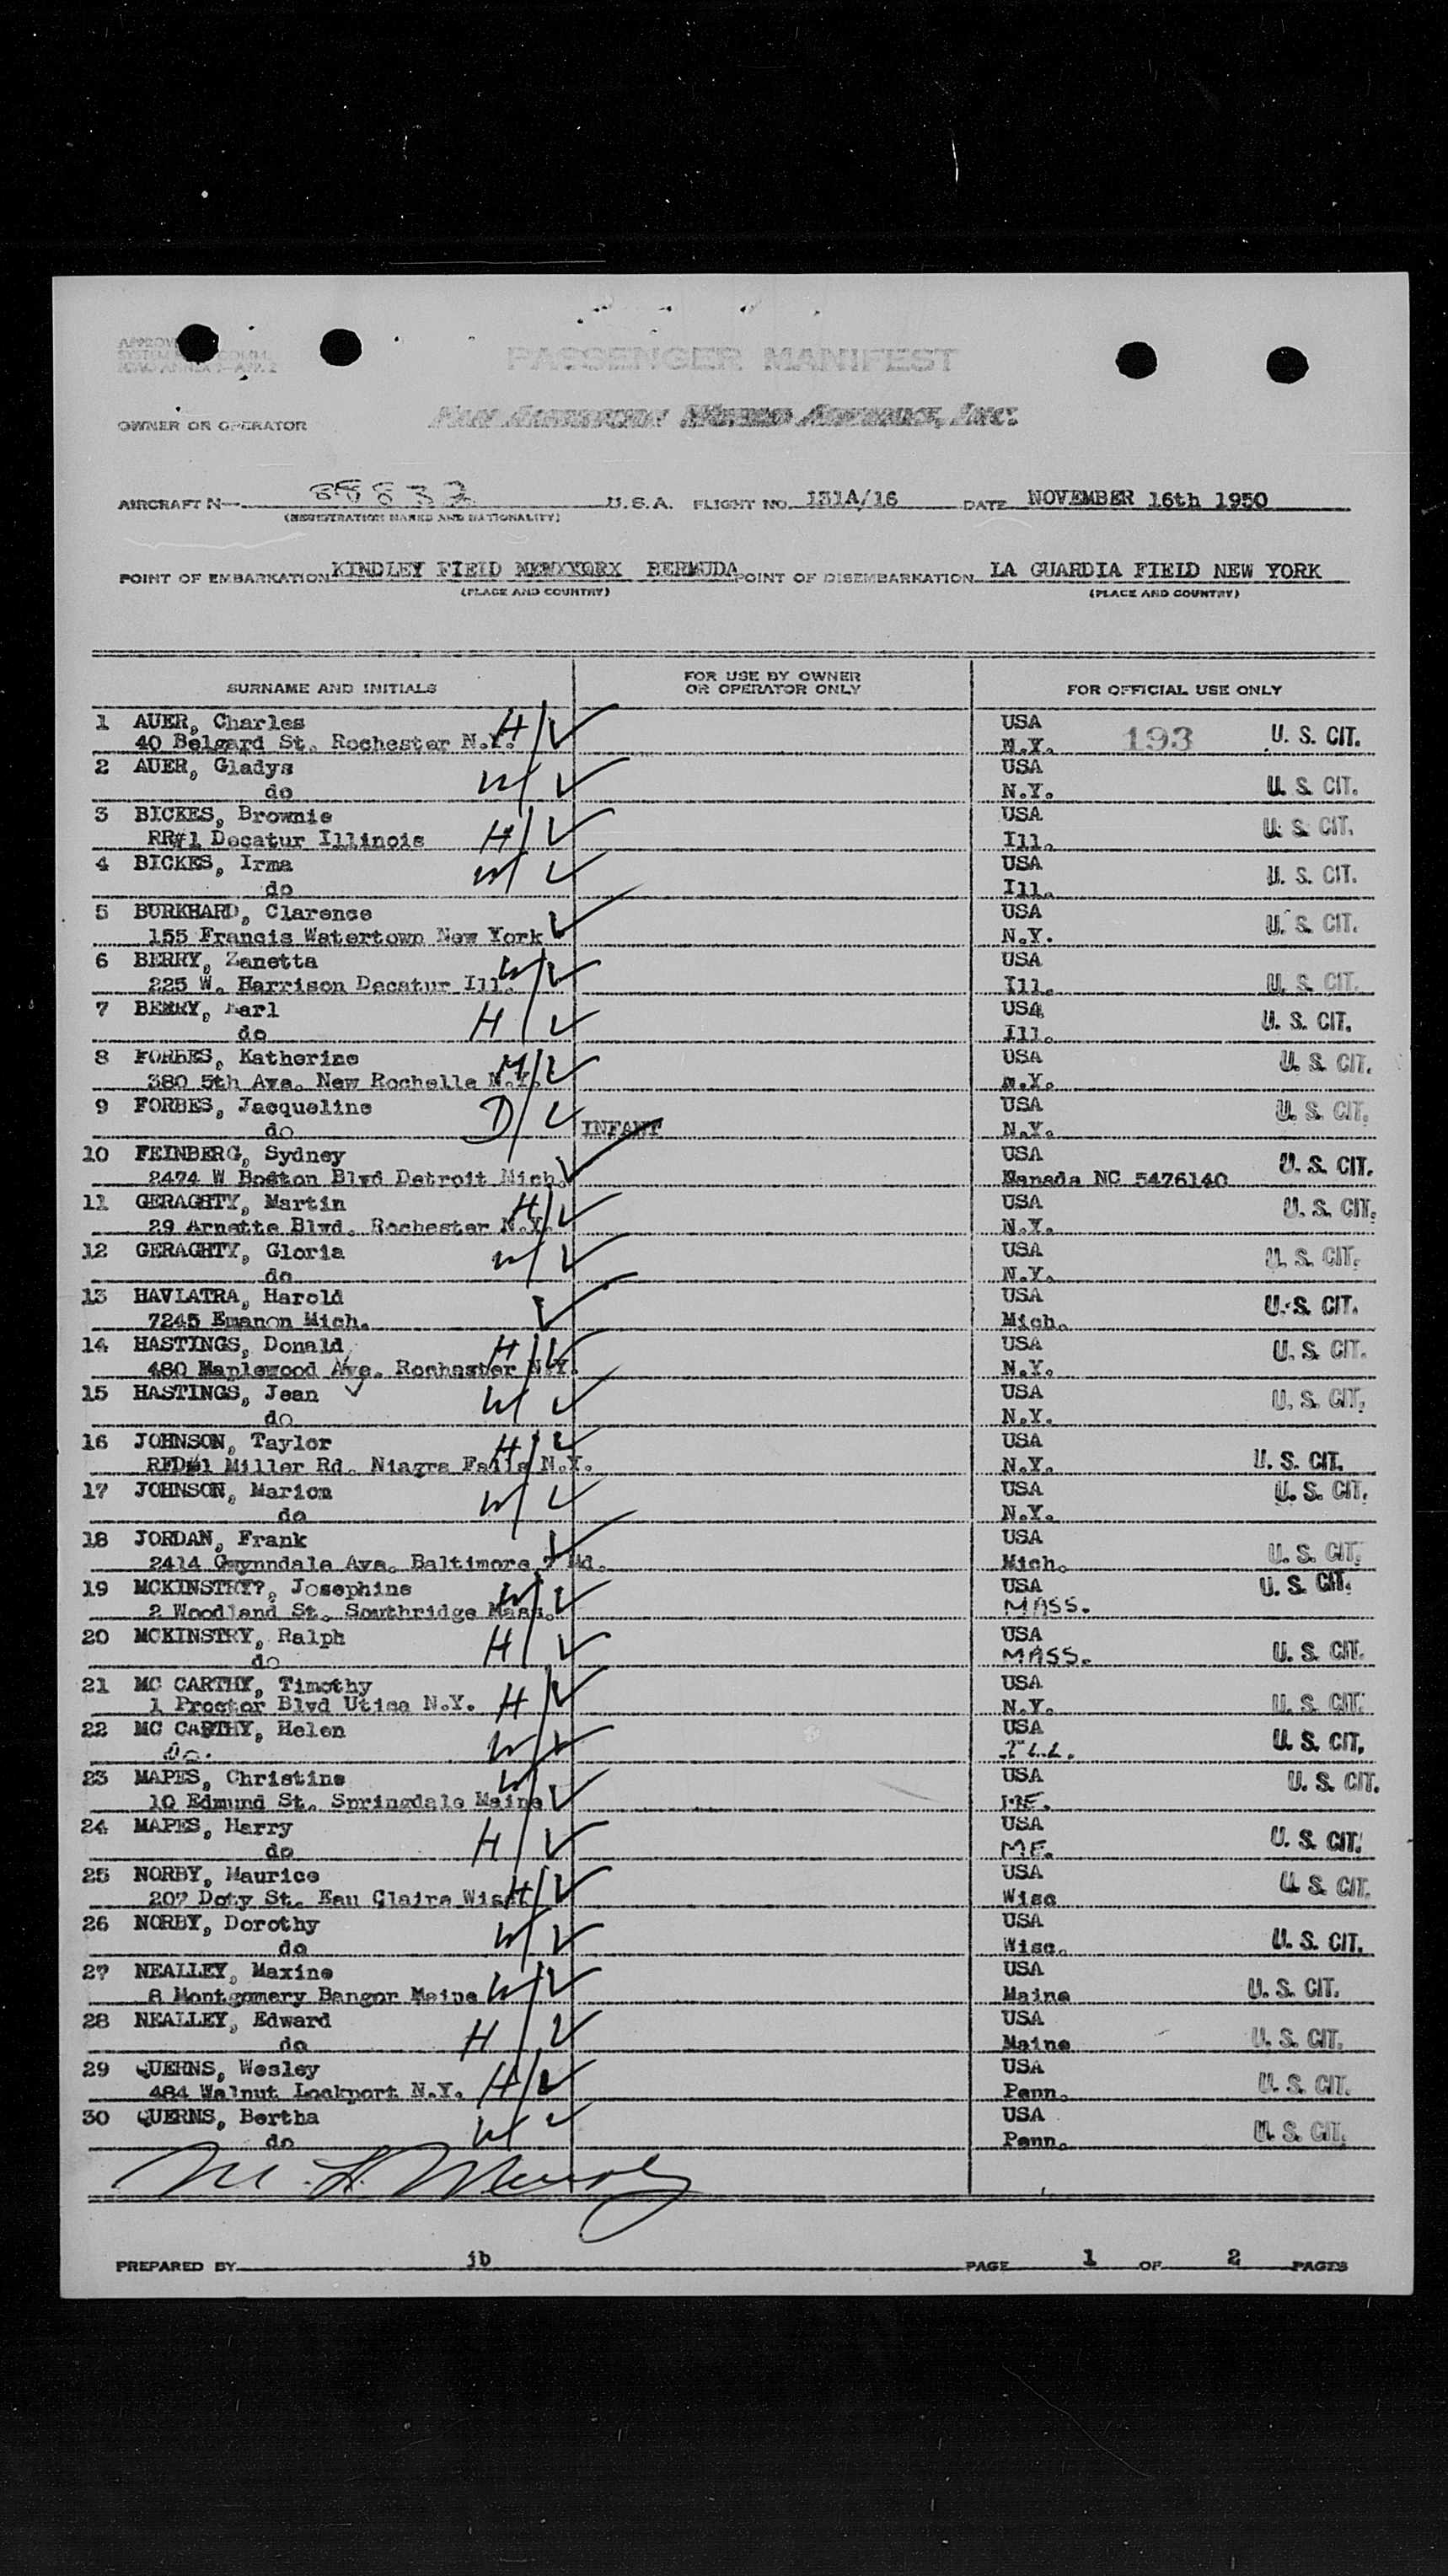 PASSENGER MANIFEST
OWNER OR OPERATOR Pan American World Airways, Inc.
AIRCRAFT N— 88832 U.S.A. FLIGHT NO. 131A/16 DATE NOVEMBER 16th 1950
(REGISTRATION MARKS AND NATIONALITY)
POINT OF EMBARKATION KINDLEY FIELD NEWXYORX BERMUDA POINT OF DISEMBARKATION LA GUARDIA FIELD NEW YORK
(PLACE AND COUNTRY) (PLACE AND COUNTRY)
SURNAME AND INITIALS FOR USE BY OWNER OR OPERATOR ONLY FOR OFFICIAL USE ONLY
1 AUER, Charles H/ USA 193 U. S. CIT.
40 Belgard St. Rochester N.Y. N.Y.
2 AUER, Gladys W/ USA U. S. CIT.
do N.Y.
3 BICKES, Brownie USA U. S. CIT.
RR#1 Decatur Illinois H/ Ill.
4 BICKES, Irma W/ USA U. S. CIT.
do Ill.
5 BURKHARD, Clarence USA U. S. CIT.
155 Francis Watertown New York N.Y.
6 BERRY, Zanetta W/ USA U. S. CIT.
225 W. Harrison Decatur Ill. Ill.
7 BERRY, Earl H/ USA U. S. CIT.
do Ill.
8 FORBES, Katherine M/ USA U. S. CIT.
380 5th Ave. New Rochelle N.Y. N.Y.
9 FORBES, Jacqueline D/ USA U. S. CIT.
do INFANT N.Y.
10 FEINBERG, Sydney USA U. S. CIT.
2474 W Boston Blvd Detroit Mich. Canada NC 5476140
11 GERAGHTY, Martin H/ USA U. S. CIT.
29 Arnette Blvd. Rochester N.Y. N.Y.
12 GERAGHTY, Gloria W/ USA U. S. CIT.
do N.Y.
13 HAVLATRA, Harold USA U. S. CIT.
7245 Emanon Mich. Mich.
14 HASTINGS, Donald H/ USA U. S. CIT.
480 Maplewood Ave. Rochester N.Y. N.Y.
15 HASTINGS, Jean W/ USA U. S. CIT.
do N.Y.
16 JOHNSON, Taylor H/ USA U. S. CIT.
RFD#1 Miller Rd. Niagra Falls N.Y. N.Y.
17 JOHNSON, Marion W/ USA U. S. CIT.
do N.Y.
18 JORDAN, Frank USA U. S. CIT.
2414 Gwynndale Ave. Baltimore 7 Md. Mich.
19 MCKINSTRY?, Josephine W/ USA U. S. CIT.
2 Woodland St. Southridge Mass. MASS.
20 MCKINSTRY, Ralph H/ USA U. S. CIT.
do MASS.
21 MC CARTHY, Timothy H/ USA U. S. CIT.
1 Proctor Blvd Utica N.Y. N.Y.
22 MC CARTHY, Helen W/ USA U. S. CIT.
Do. ILL.
23 MAPES, Christine W/ USA U. S. CIT.
10 Edmund St. Springdale Maine ME.
24 MAPES, Harry H/ USA U. S. CIT.
do ME.
25 NORBY, Maurice H/ USA U. S. CIT.
207 Doty St. Eau Claire Wisc. Wisc
26 NORBY, Dorothy W/ USA U. S. CIT.
do Wisc.
27 NEALLEY, Maxine W/ USA U. S. CIT.
8 Montgomery Bangor Maine Maine
28 NEALLEY, Edward H/ USA U. S. CIT.
do Maine
29 QUERNS, Wesley H/ USA U. S. CIT.
484 Walnut Lockport N.Y. Penn.
30 QUERNS, Bertha W/ USA U. S. CIT.
do Penn.
PREPARED BY jb PAGE 1 OF 2 PAGES